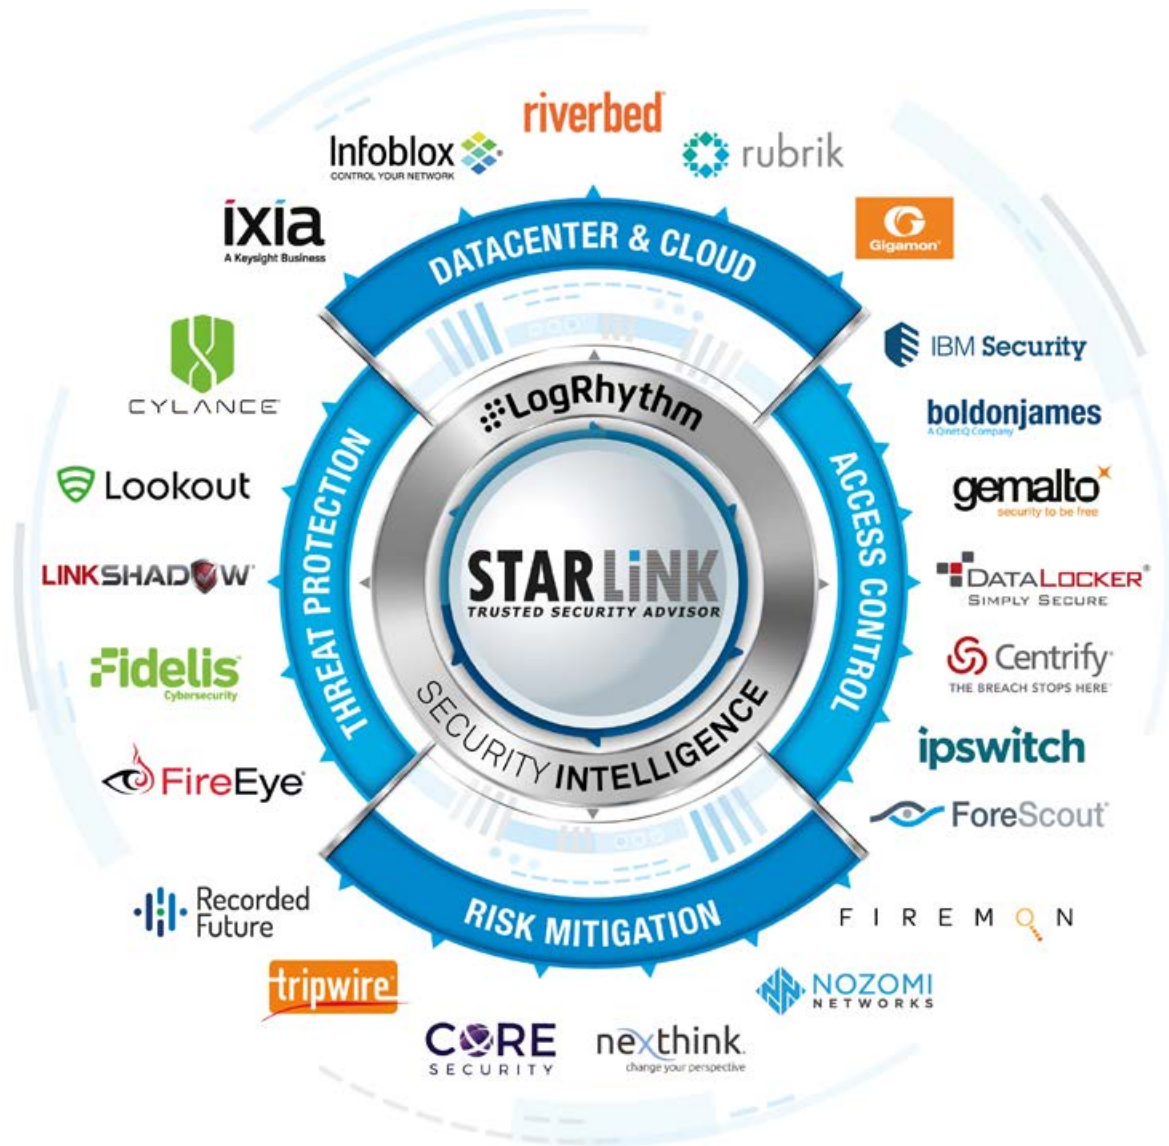 riverbed
Infoblox
CONTROL YOUR NETWORK
rubrik
ixia
A Keysight Business
Gigamon
DATACENTER & CLOUD
CYLANCE
IBM Security
LogRhythm
boldonjames
A QinetiQ Company
Lookout
gemalto
security to be free
THREAT PROTECTION
ACCESS CONTROL
LINKSHADOW
STARLiNK
TRUSTED SECURITY ADVISOR
DATALOCKER
SIMPLY SECURE
Fidelis
Cybersecurity
Centrify
THE BREACH STOPS HERE
SECURITY INTELLIGENCE
FireEye
ipswitch
ForeScout
Recorded
Future
RISK MITIGATION
FIREMON
tripwire
NOZOMI
NETWORKS
CORE
SECURITY
nexthink
change your perspective